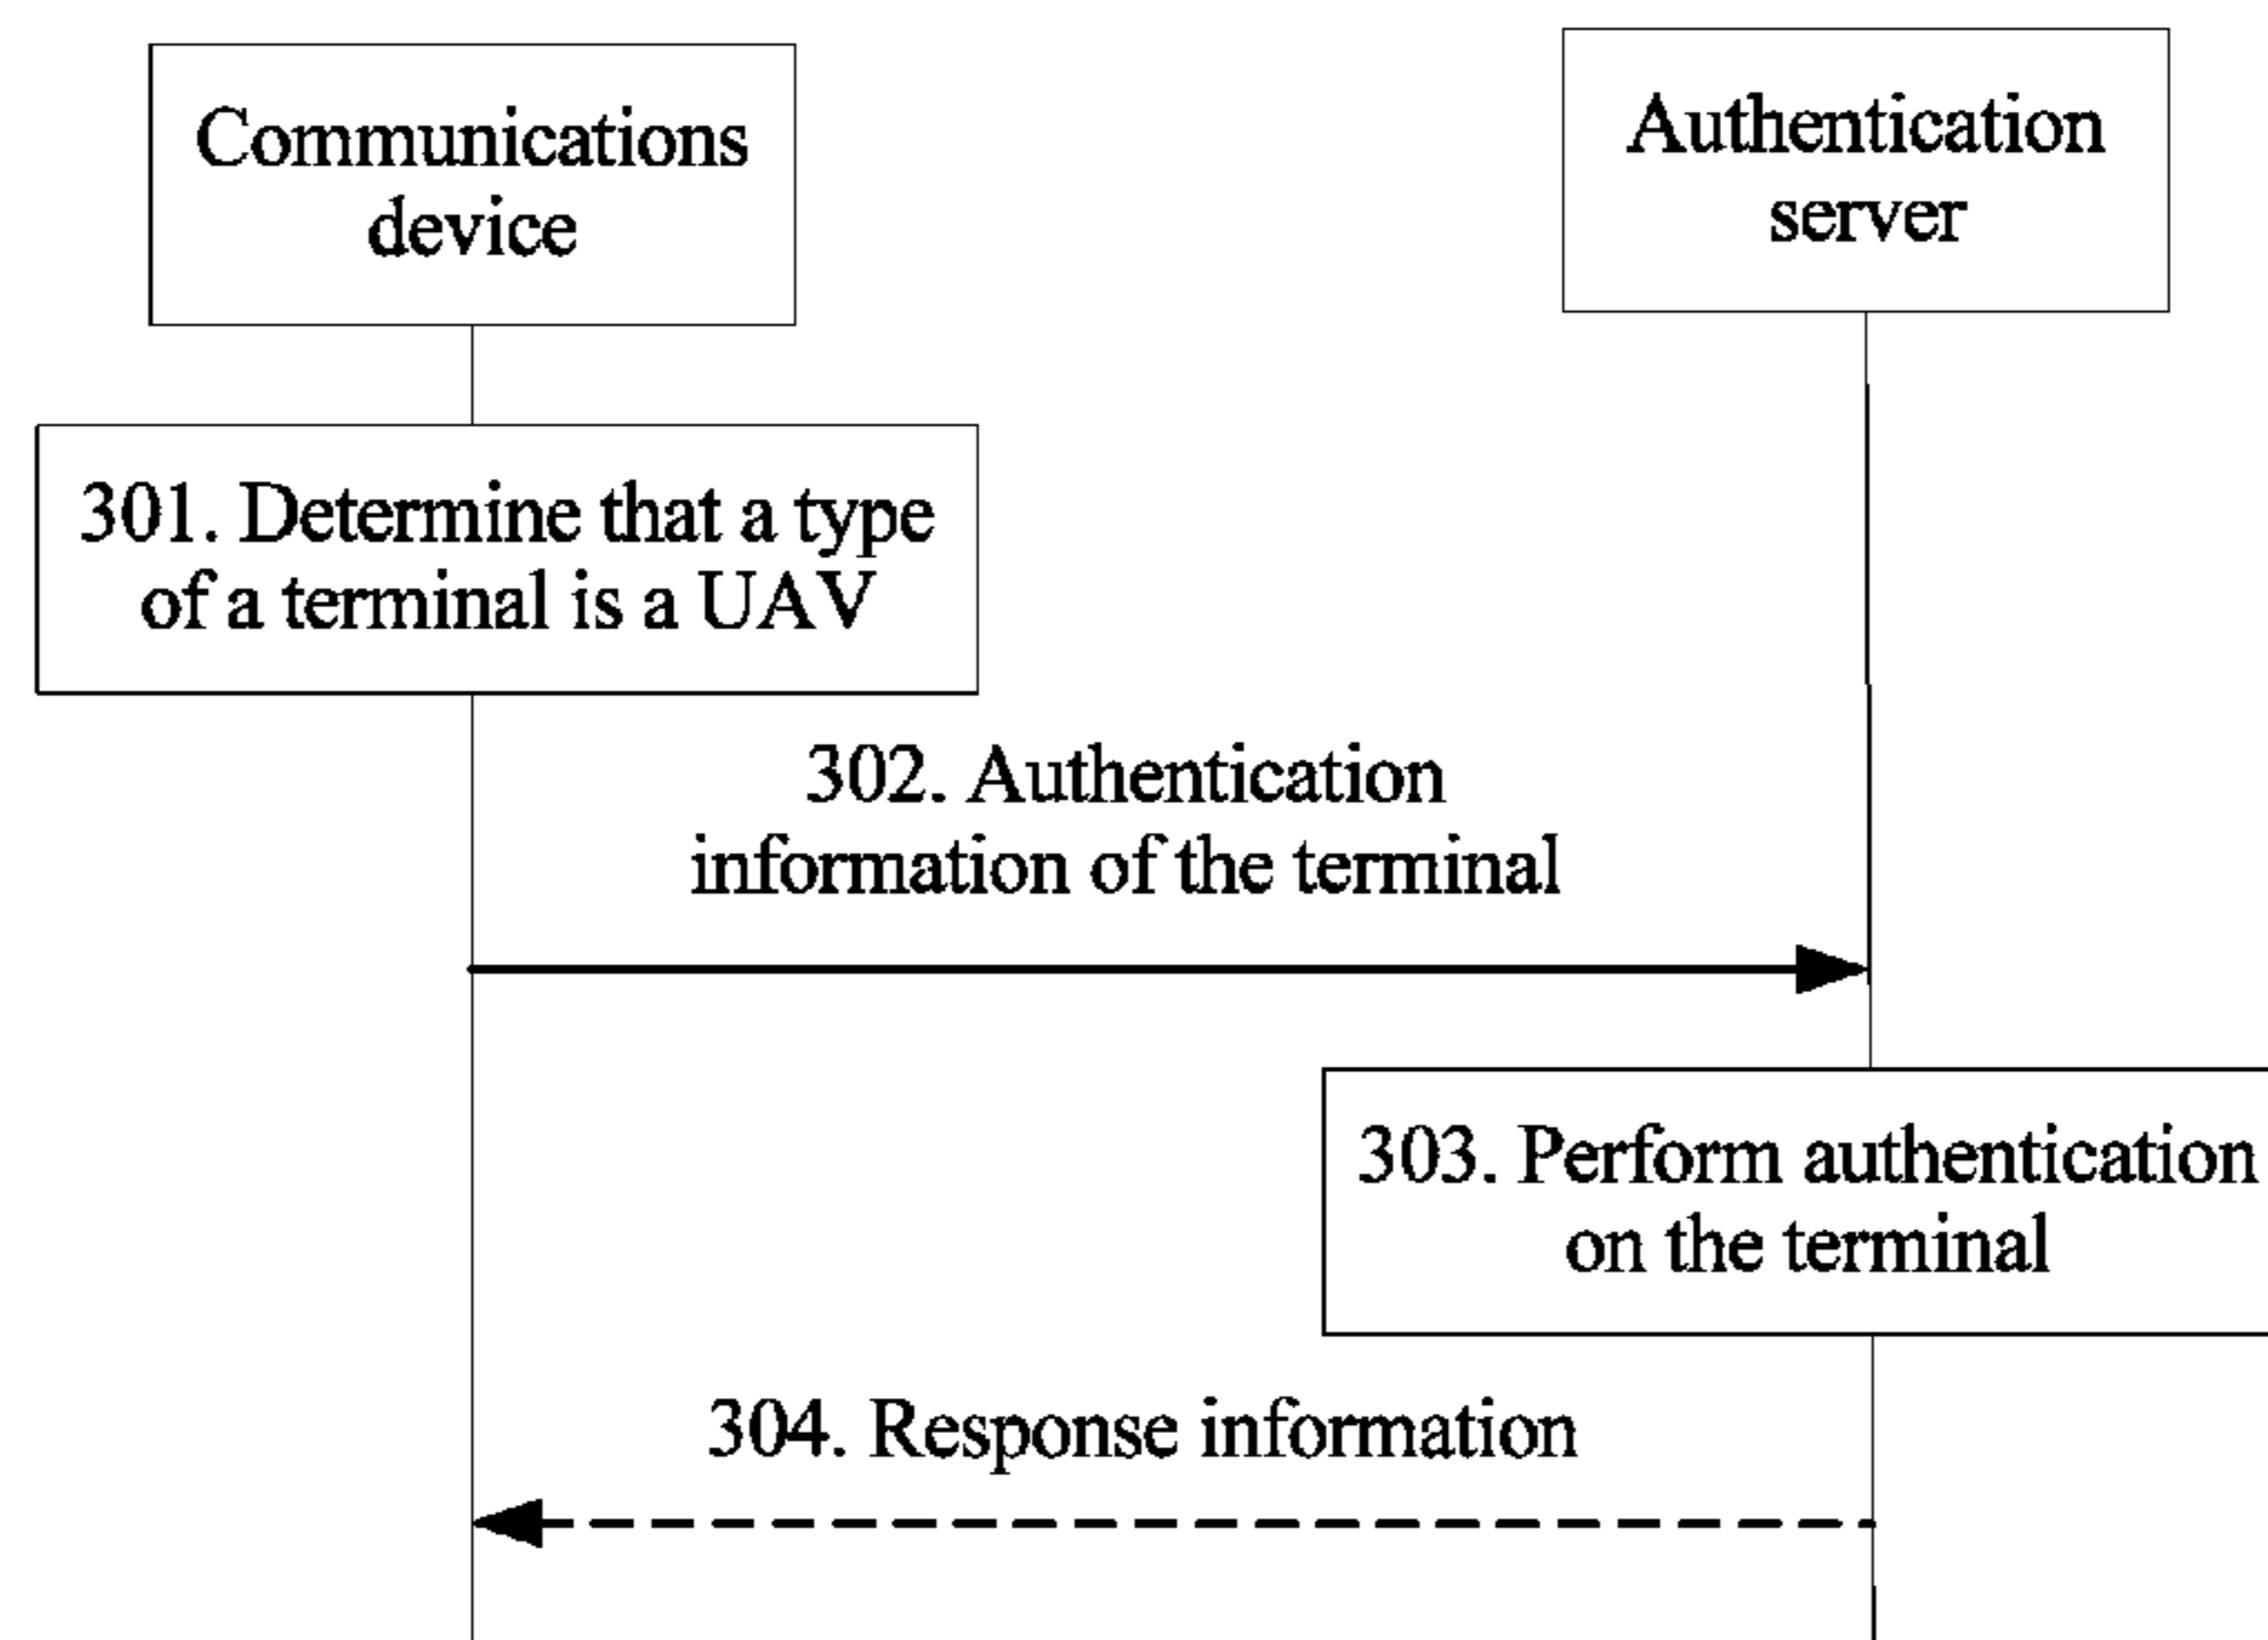 Communications
device
Authentication
server
301. Determine that a type
of a terminal is a UAV
302. Authentication
information of the terminal
303. Perform authentication
on the terminal
304. Response information